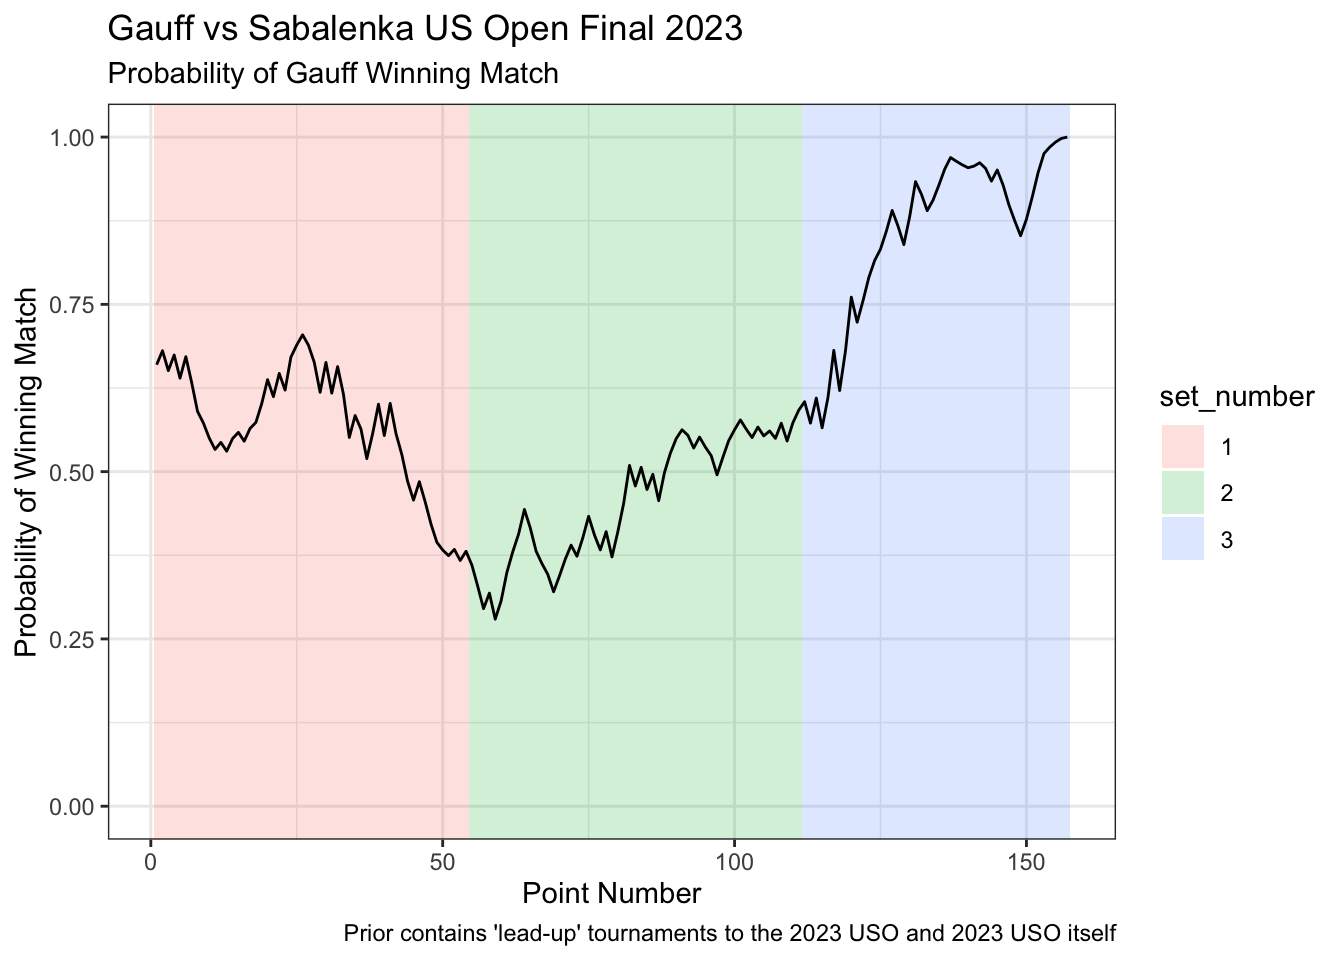 Gauff vs Sabalenka US Open Final 2023
Probability of Gauff Winning Match
Probability of Winning Match
1.00
0.75
0.50
0.25
0.00
0
50
100
150
Point Number
set_number
1
2
3
Prior contains 'lead-up' tournaments to the 2023 USO and 2023 USO itself